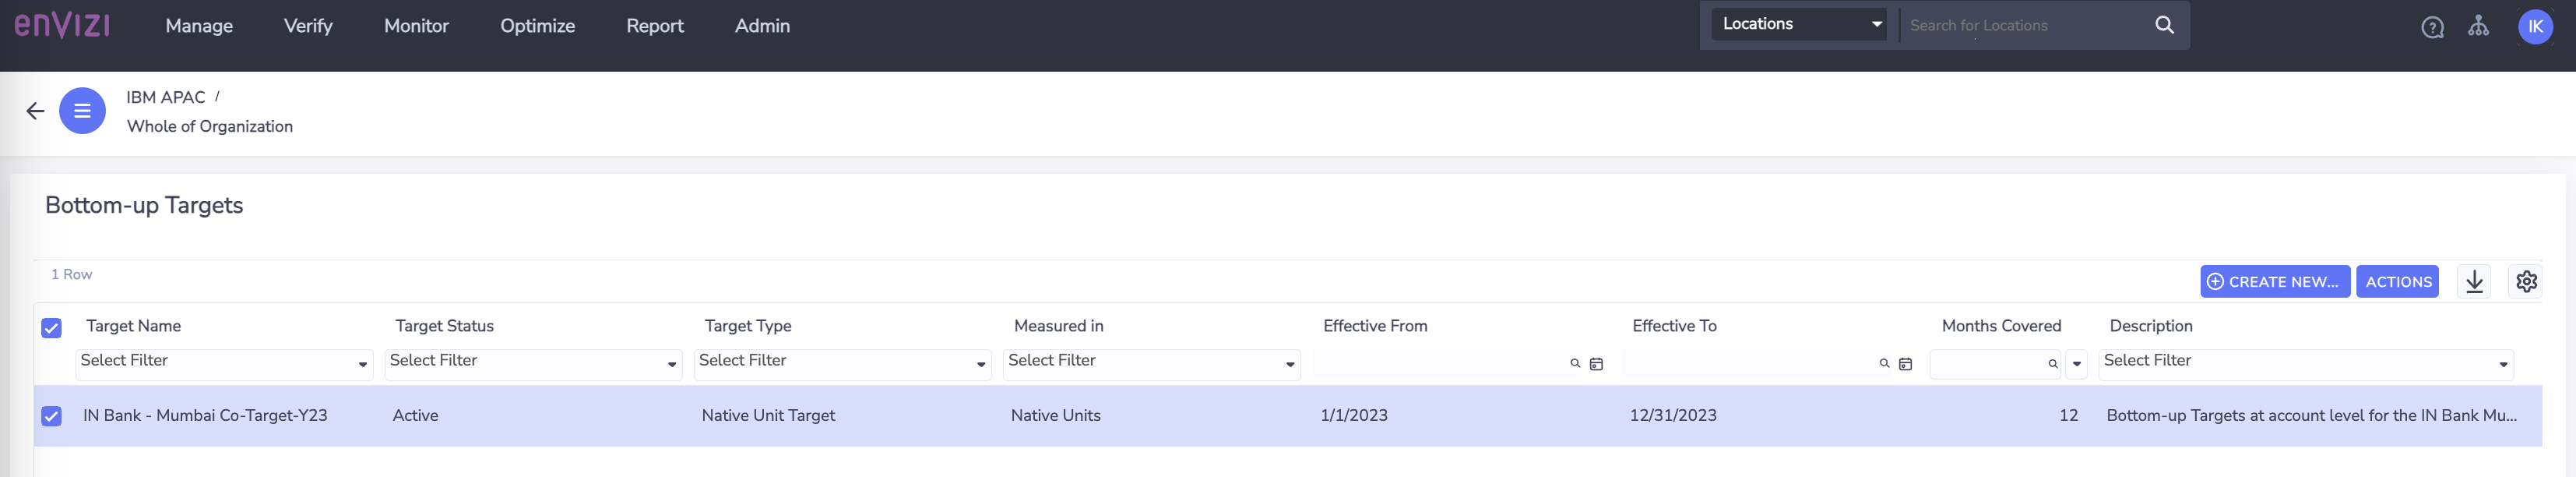 enVIZI
Manage Verify Monitor Optimize Report Admin
Locations Search for Locations
IK
IBM APAC /
Whole of Organization
Bottom-up Targets
1 Row
CREATE NEW... ACTIONS
Target Name Target Status Target Type Measured in Effective From Effective To Months Covered Description
Select Filter Select Filter Select Filter Select Filter Select Filter
IN Bank - Mumbai Co-Target-Y23 Active Native Unit Target Native Units 1/1/2023 12/31/2023 12 Bottom-up Targets at account level for the IN Bank Mu...